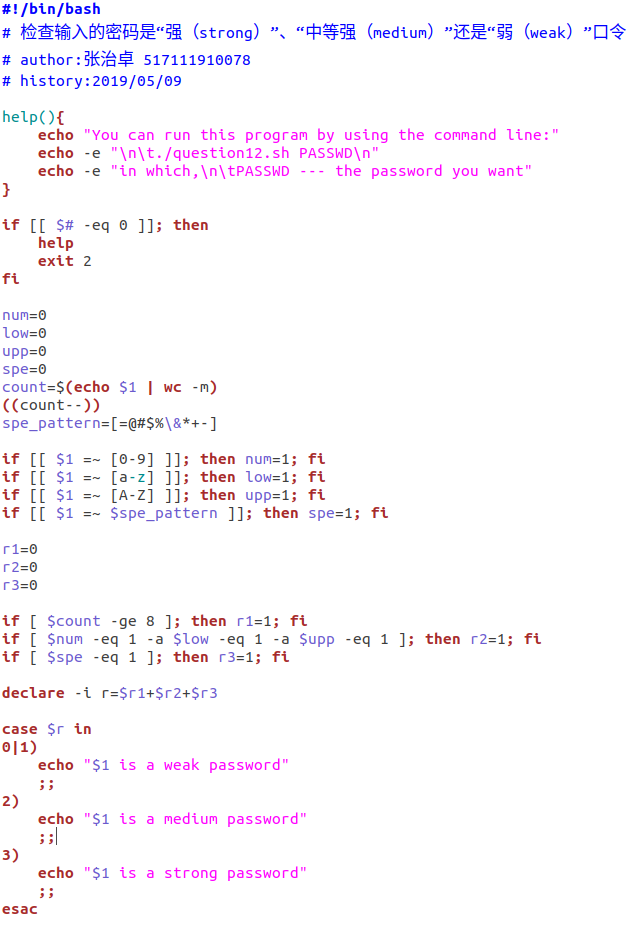 #!/bin/bash
# 检查输入的密码是“强（strong）”、“中等强（medium）”还是“弱（weak）”口令
# author:张治卓 517111910078
# history:2019/05/09
help(){
    echo "You can run this program by using the command line:"
    echo -e "\n\t./question12.sh PASSWD\n"
    echo -e "in which,\n\tPASSWD --- the password you want"
}
if [[ $# -eq 0 ]]; then
    help
    exit 2
fi
num=0
low=0
upp=0
spe=0
count=$(echo $1 | wc -m)
((count--))
spe_pattern=[=@#$%\&*+-]
if [[ $1 =~ [0-9] ]]; then num=1; fi
if [[ $1 =~ [a-z] ]]; then low=1; fi
if [[ $1 =~ [A-Z] ]]; then upp=1; fi
if [[ $1 =~ $spe_pattern ]]; then spe=1; fi
r1=0
r2=0
r3=0
if [ $count -ge 8 ]; then r1=1; fi
if [ $num -eq 1 -a $low -eq 1 -a $upp -eq 1 ]; then r2=1; fi
if [ $spe -eq 1 ]; then r3=1; fi
declare -i r=$r1+$r2+$r3
case $r in
0|1)
    echo "$1 is a weak password"
    ;;
2)
    echo "$1 is a medium password"
    ;;
3)
    echo "$1 is a strong password"
    ;;
esac